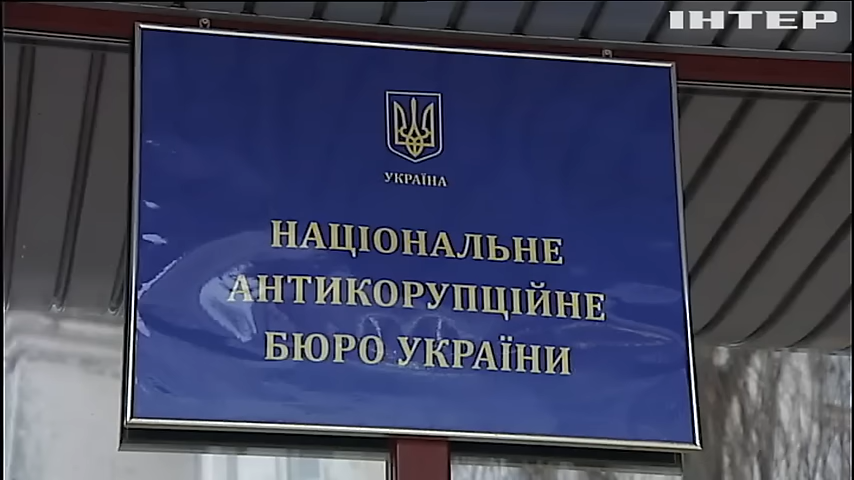 ІНТЕР
УКРАЇНА
НАЦІОНАЛЬНЕ
АНТИКОРУПЦІЙНЕ
БЮРО УКРАЇНИ